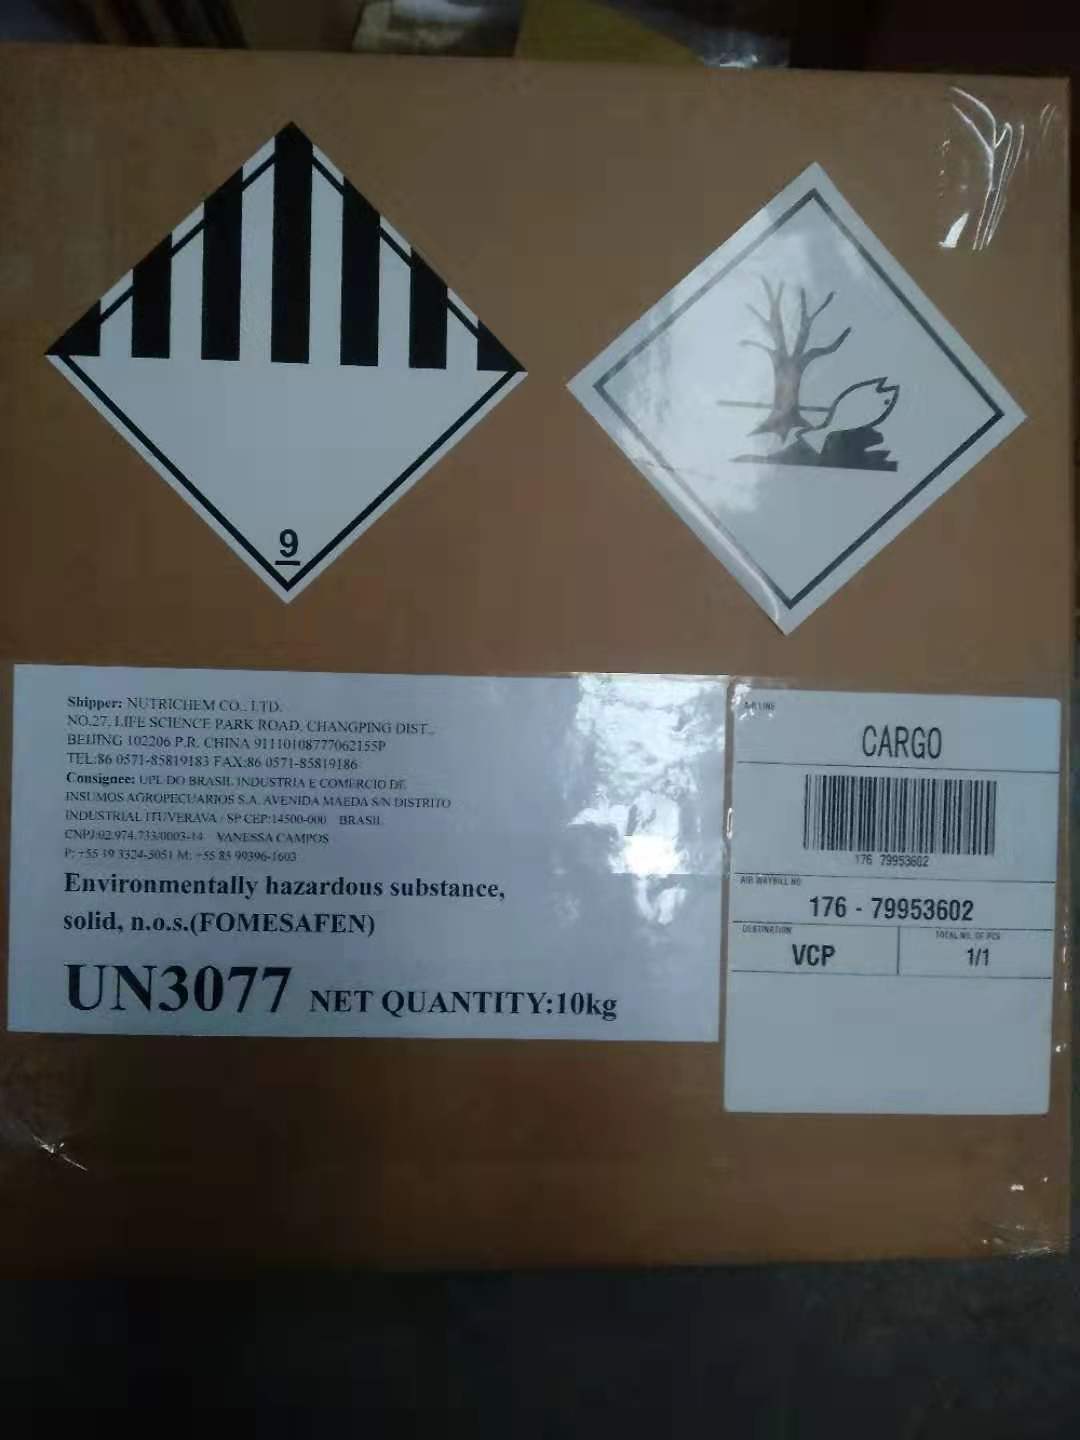 9
Shipper: NUTRICHEM CO., LTD.
NO.27, LIFE SCIENCE PARK ROAD, CHANGPING DIST.,
BEIJING 102206 P.R. CHINA 91110108777062155P
TEL:86 0571-85819183 FAX:86 0571-85819186
Consignee: UPL DO BRASIL INDUSTRIA E COMERCIO DE
INSUMOS AGROPECUARIOS S.A. AVENIDA MAEDA S/N DISTRITO
INDUSTRIAL ITUVERAVA / SP CEP:14500-000 BRASIL
CNPJ:02.974.733/0003-14 VANESSA CAMPOS
P: +55 19 3324-5051 M: +55 85 99396-1603
Environmentally hazardous substance,
solid, n.o.s.(FOMESAFEN)
UN3077 NET QUANTITY:10kg
AIR LINE
CARGO
176 79953602
AIR WAYBILL NO
176 - 79953602
DESTINATION
VCP
TOTAL NO. OF PCS
1/1